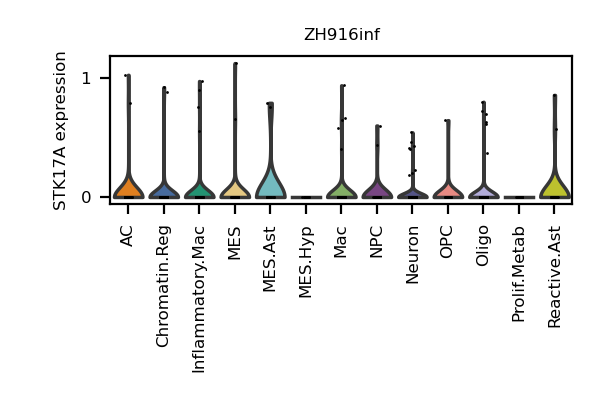 ZH916inf
STK17A expression
1
0
AC
Chromatin.Reg
Inflammatory.Mac
MES
MES.Ast
MES.Hyp
Mac
NPC
Neuron
OPC
Oligo
Prolif.Metab
Reactive.Ast